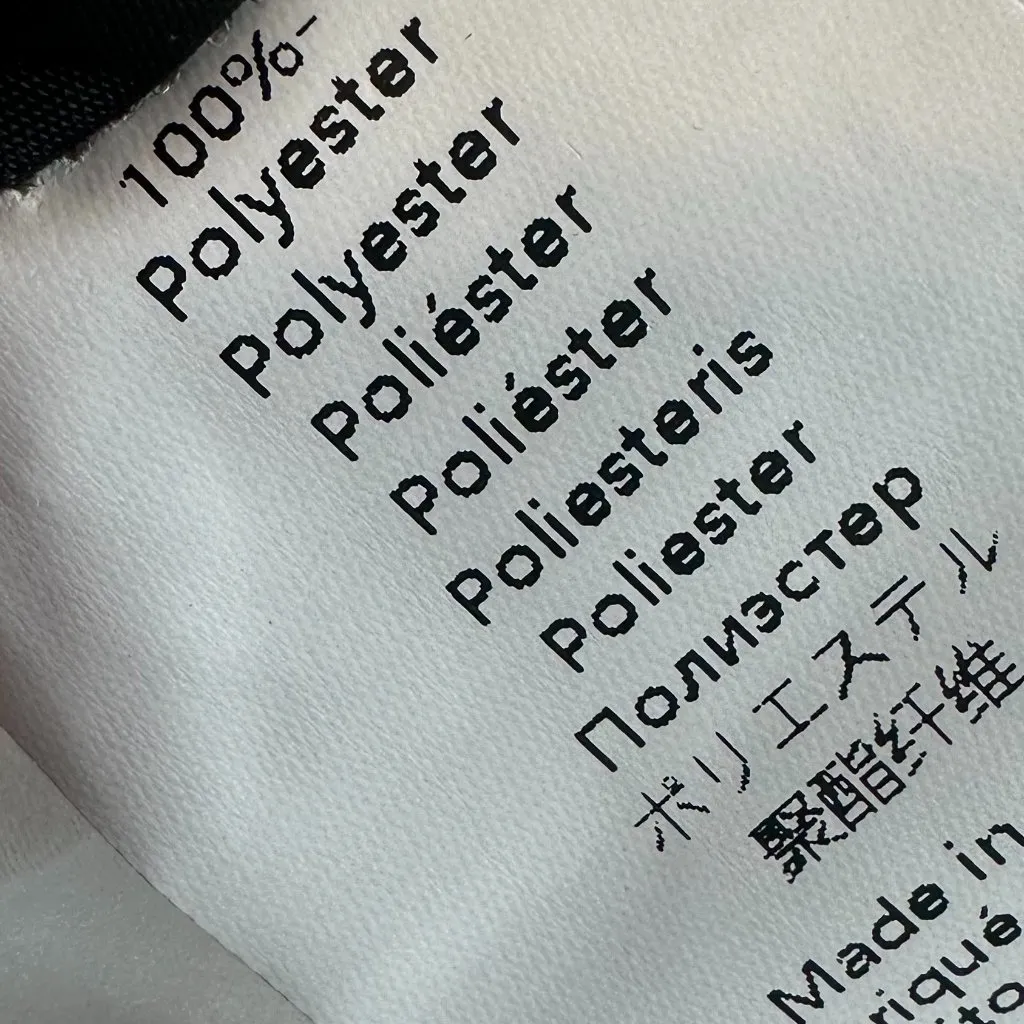 100%
Polyester
Polyester
Poliéster
Poliéster
Poliesteris
Poliester
Полиэстер
ポリエステル
聚酯纤维
Made in